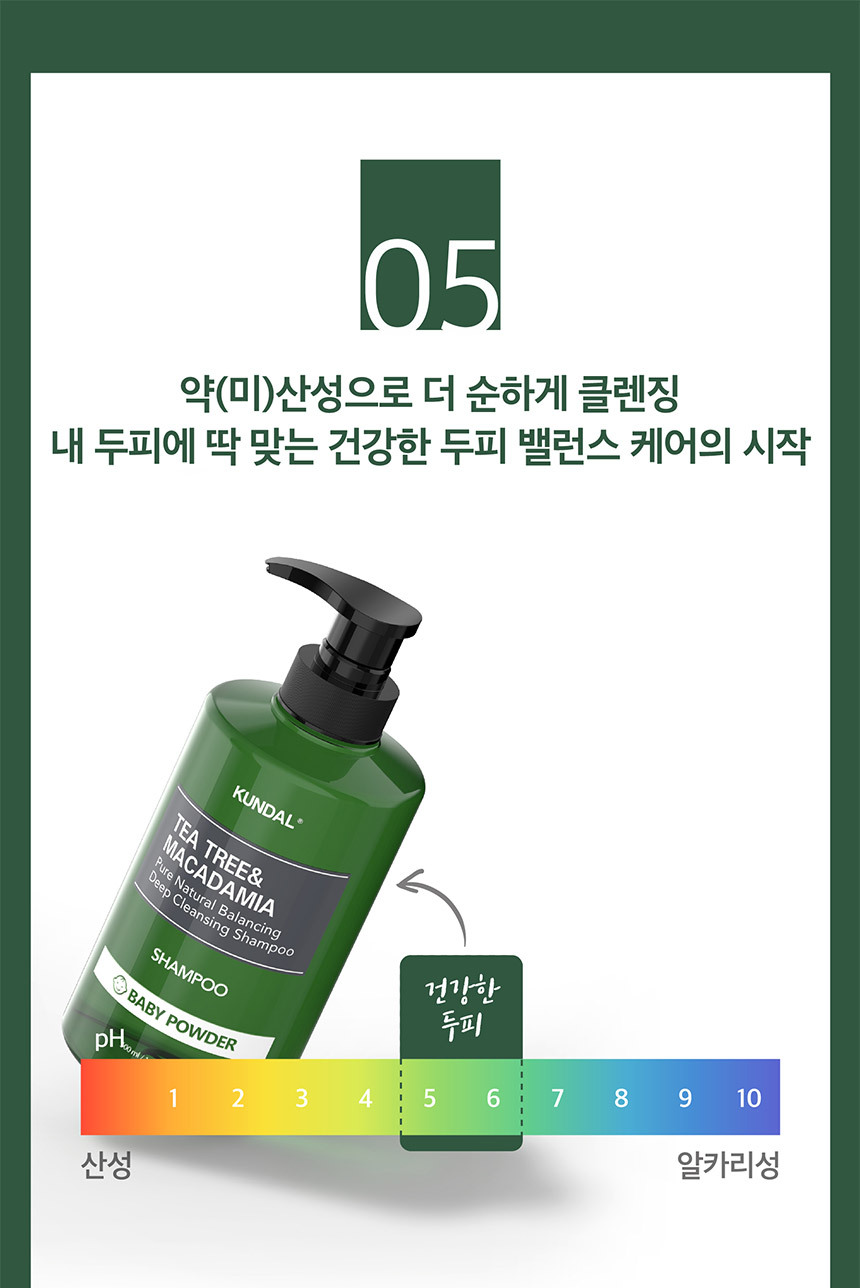 05
약(미)산성으로 더 순하게 클렌징
내 두피에 딱 맞는 건강한 두피 밸런스 케어의 시작
KUNDAL®
TEA TREE&
MACADAMIA
Pure Natural Balancing
Deep Cleansing Shampoo
SHAMPOO
BABY POWDER
건강한
두피
pH
1 2 3 4 5 6 7 8 9 10
산성 알카리성